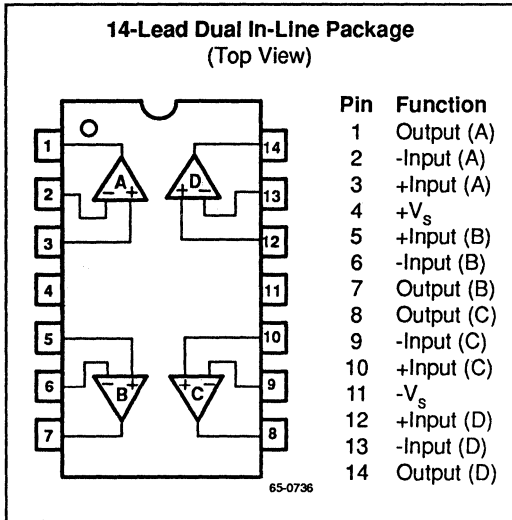 14-Lead Dual In-Line Package
(Top View)
Pin Function
1 Output (A)
2 -Input (A)
3 +Input (A)
4 +Vs
5 +Input (B)
6 -Input (B)
7 Output (B)
8 Output (C)
9 -Input (C)
10 +Input (C)
11 -Vs
12 +Input (D)
13 -Input (D)
14 Output (D)
1
2
3
4
5
6
7
14
13
12
11
10
9
8
A
- +
D
+ -
B
- +
C
+ -
65-0736